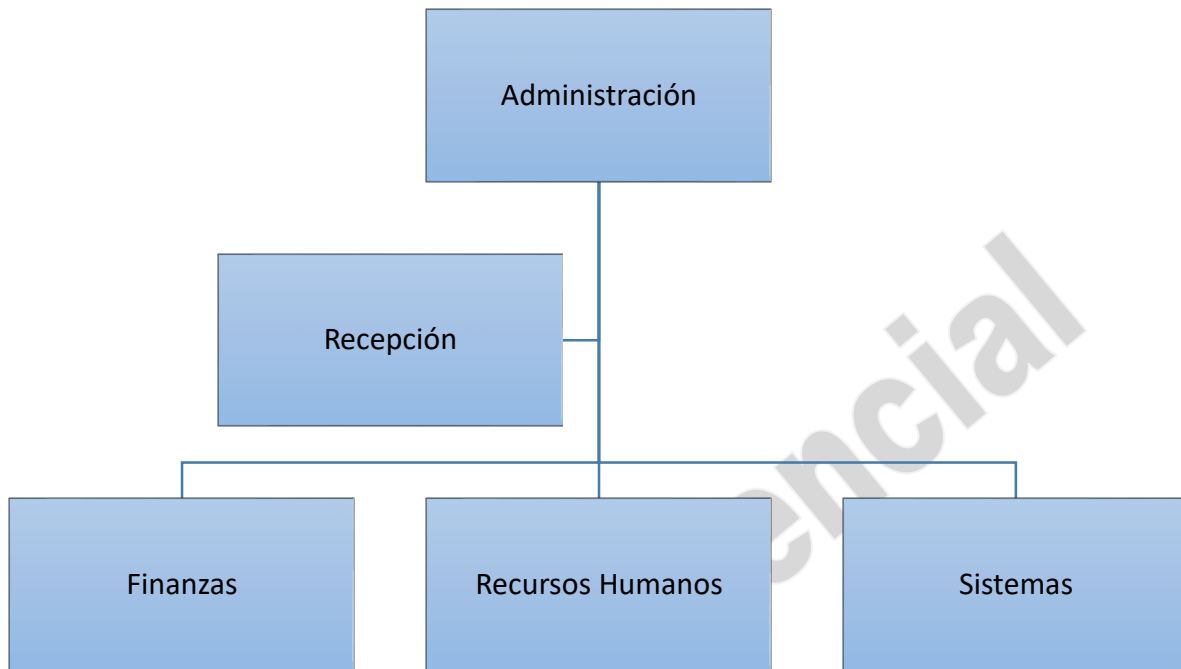 Administración
Recepción
Finanzas
Recursos Humanos
Sistemas